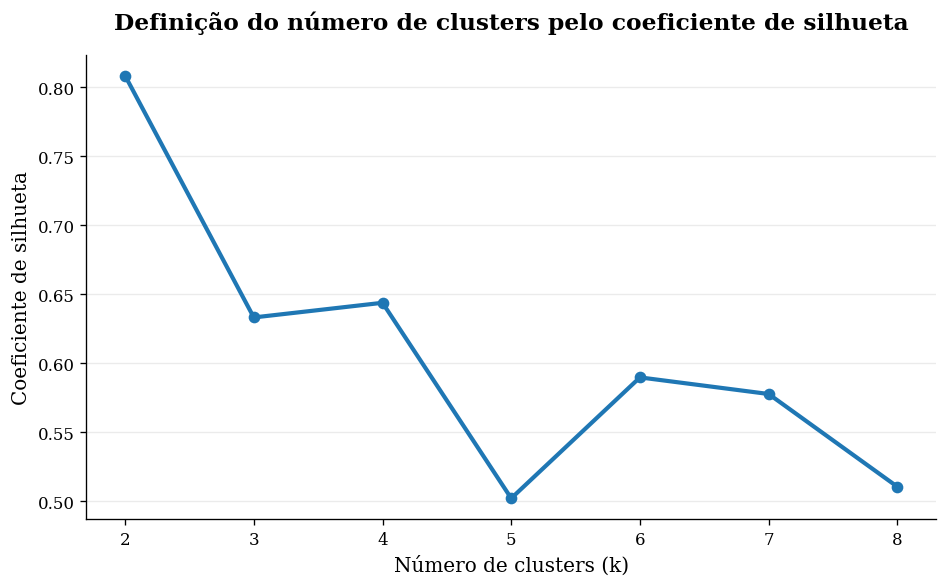 Definição do número de clusters pelo coeficiente de silhueta
Coeficiente de silhueta
0.80
0.75
0.70
0.65
0.60
0.55
0.50
2 3 4 5 6 7 8
Número de clusters (k)